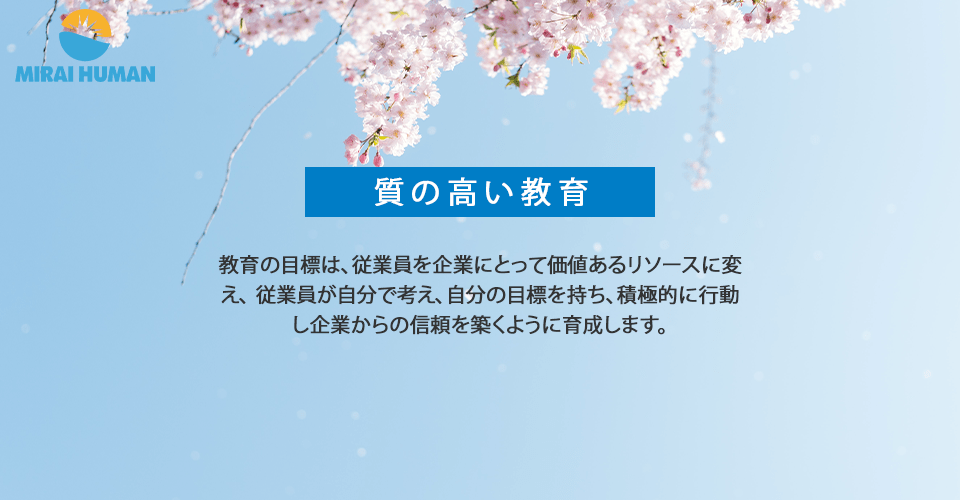 MIRAI HUMAN
質の高い教育
教育の目標は、従業員を企業にとって価値あるリソースに変
え、 従業員が自分で考え、自分の目標を持ち、積極的に行動
し企業からの信頼を築くように育成します。